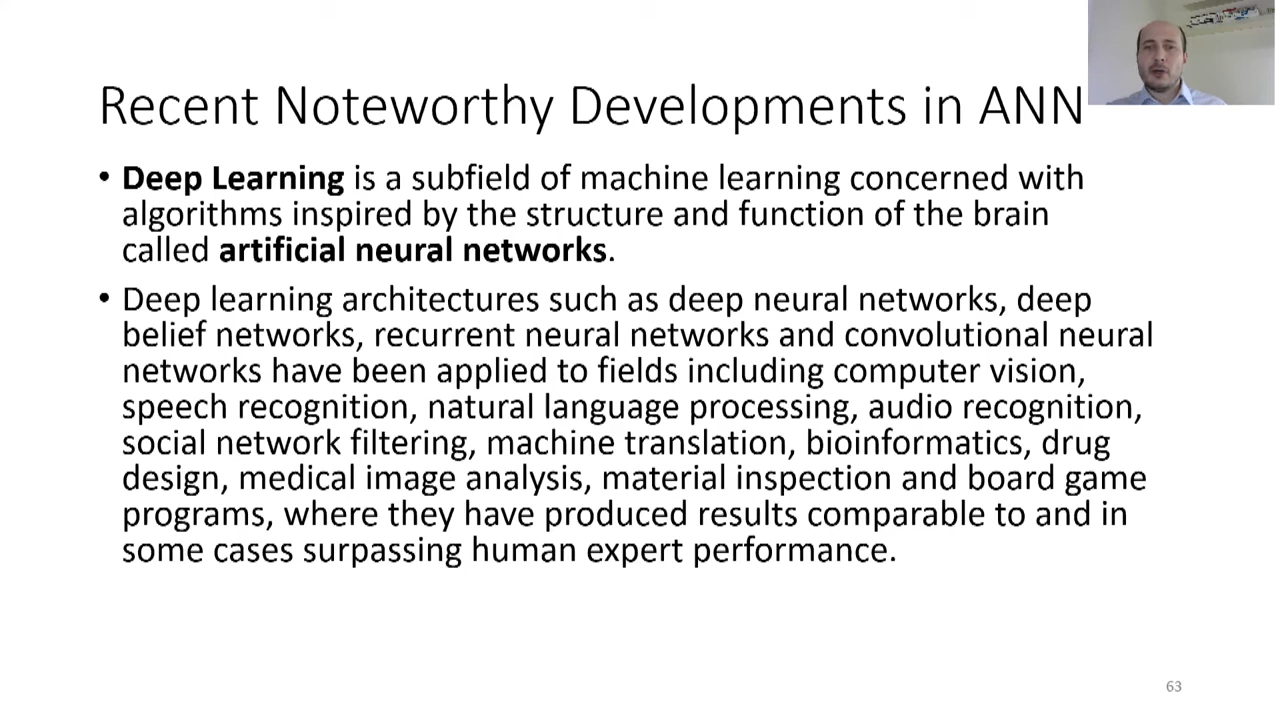 Recent Noteworthy Developments in ANN
• Deep Learning is a subfield of machine learning concerned with
algorithms inspired by the structure and function of the brain
called artificial neural networks.
• Deep learning architectures such as deep neural networks, deep
belief networks, recurrent neural networks and convolutional neural
networks have been applied to fields including computer vision,
speech recognition, natural language processing, audio recognition,
social network filtering, machine translation, bioinformatics, drug
design, medical image analysis, material inspection and board game
programs, where they have produced results comparable to and in
some cases surpassing human expert performance.
63